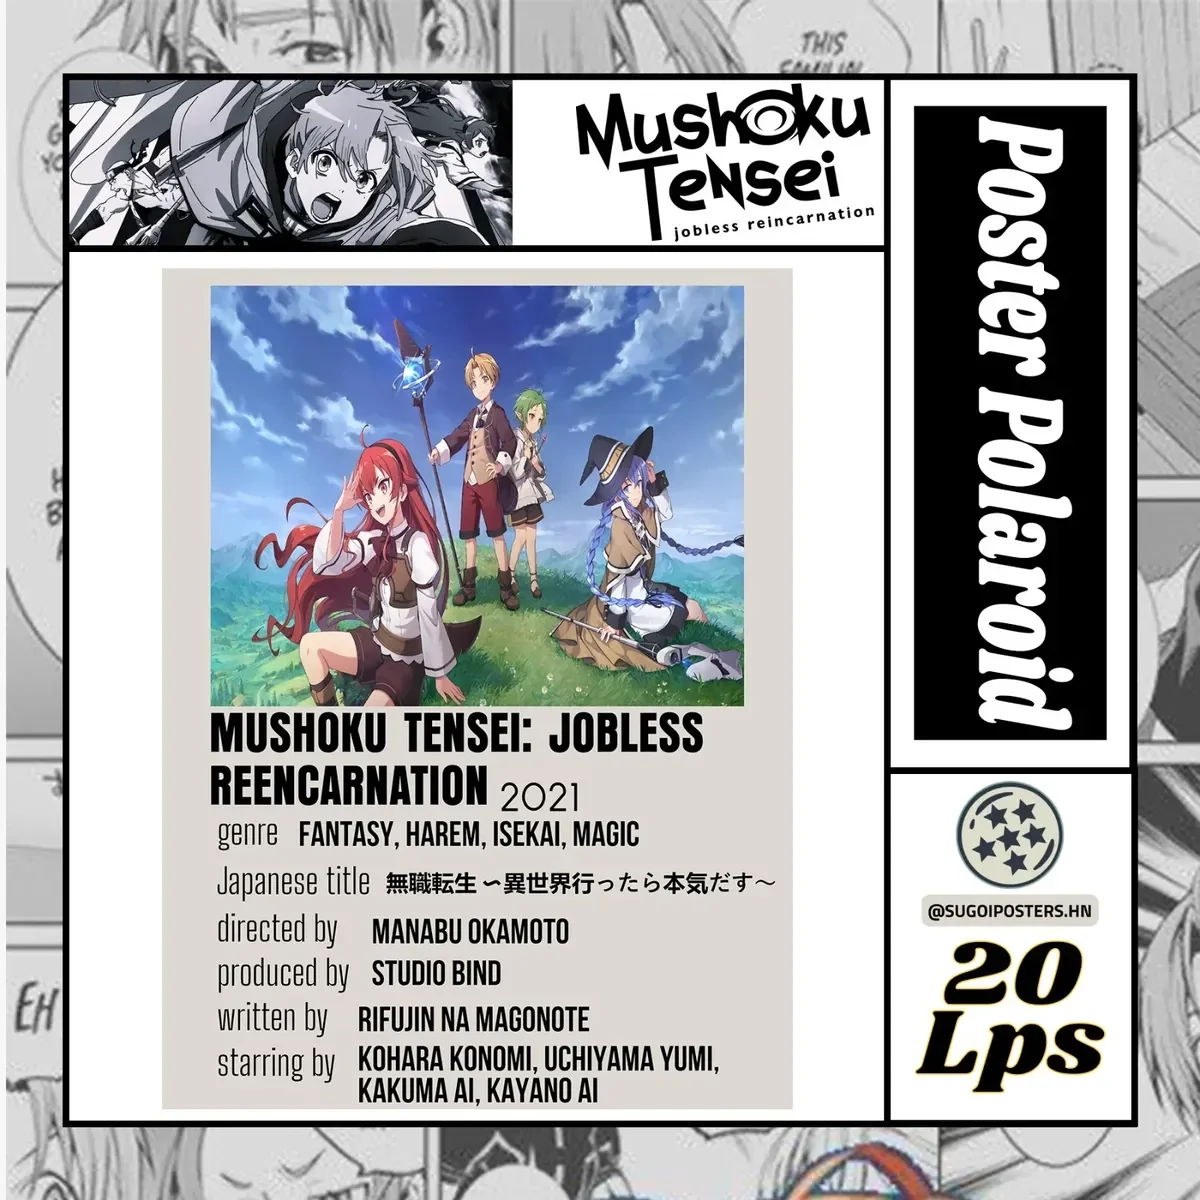 THIS
Mushoku
Tensei
jobless reincarnation
Poster Polaroid
MUSHOKU TENSEI: JOBLESS
REENCARNATION 2021
genre FANTASY, HAREM, ISEKAI, MAGIC
Japanese title 無職転生 〜異世界行ったら本気だす〜
directed by MANABU OKAMOTO
produced by STUDIO BIND
written by RIFUJIN NA MAGONOTE
starring by KOHARA KONOMI, UCHIYAMA YUMI,
KAKUMA AI, KAYANO AI
@SUGOIPOSTERS.HN
20
Lps
EH